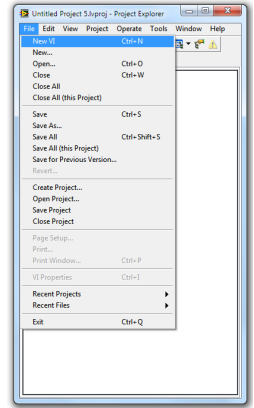 Untitled Project 5.lvproj - Project Explorer
File Edit View Project Operate Tools Window Help
New VI Ctrl+N
New...
Open... Ctrl+O
Close Ctrl+W
Close All
Close All (this Project)
Save Ctrl+S
Save As...
Save All Ctrl+Shift+S
Save All (this Project)
Save for Previous Version...
Revert...
Create Project...
Open Project...
Save Project
Close Project
Page Setup...
Print...
Print Window... Ctrl+P
VI Properties Ctrl+I
Recent Projects
Recent Files
Exit Ctrl+Q